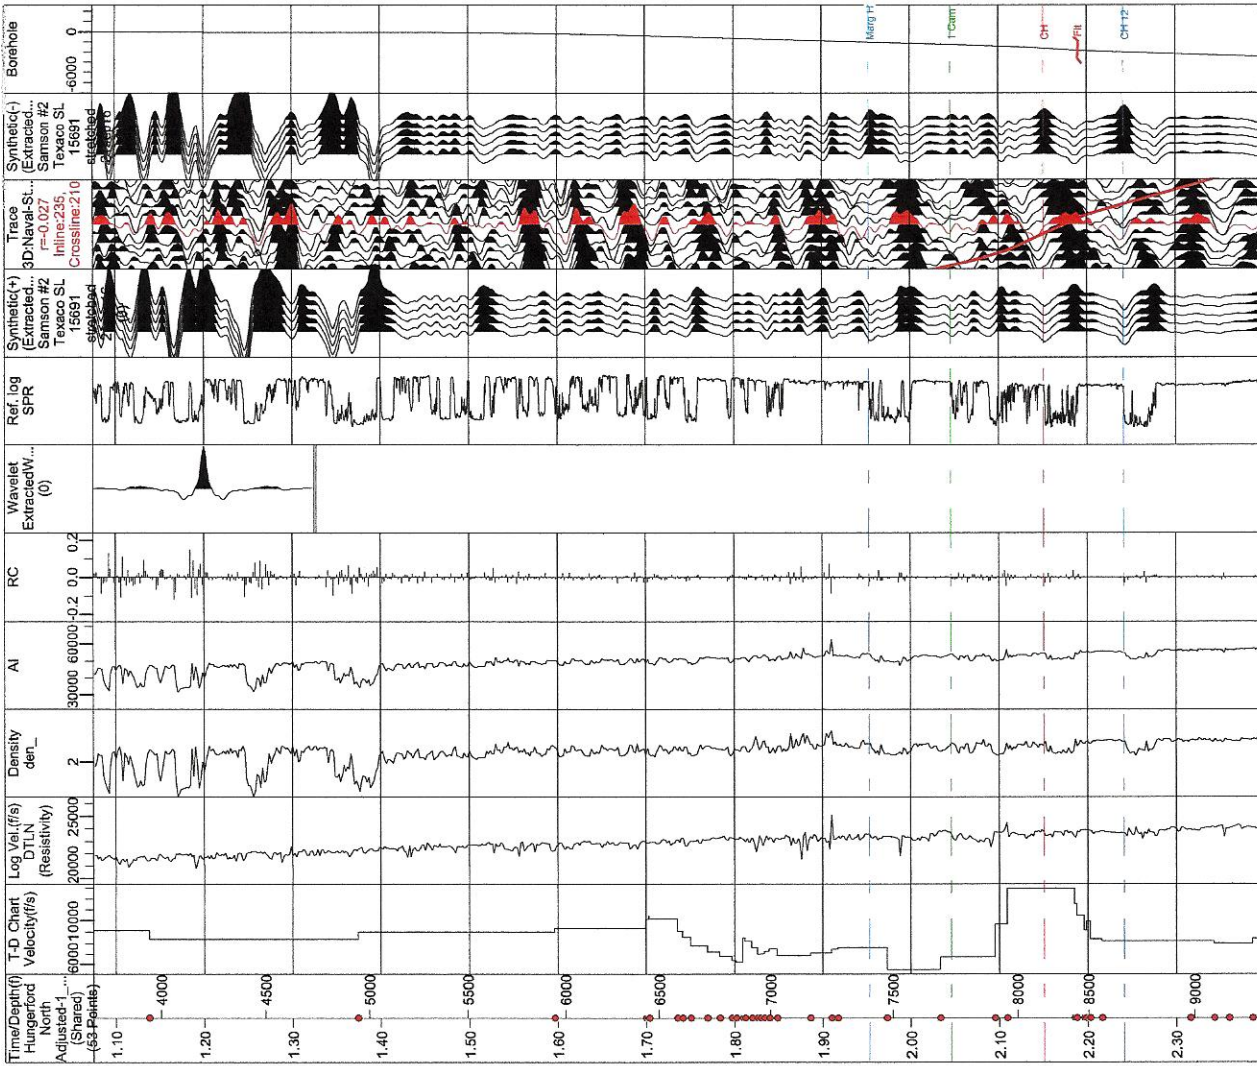 Time/Depth(f)
Hungerford
North
Adjusted-1_...
(Shared)
(53 Points)
T-D Chart
Velocity(f/s)
6000 10000
Log Vel.(f/s)
DTLN
(Resistivity)
20000 25000
Density
den_
2
AI
30000 60000
RC
-0.2 0.0 0.2
Wavelet
ExtractedW...
(0)
Ref. log
SPR
Synthetic(+)
(Extracted...
Samson #2
Texaco SL
15691
stretched
(0)
Trace
3D:Naval-St...
r=-0.027
Inline:235,
Crossline:210
Synthetic(-)
(Extracted...
Samson #2
Texaco SL
15691
stretched
Borehole
-6000 0
1.10
1.20
1.30
1.40
1.50
1.60
1.70
1.80
1.90
2.00
2.10
2.20
2.30
4000
4500
5000
5500
6000
6500
7000
7500
8000
8500
9000
Marg H
1 Cam
CH
Flt
CH 12